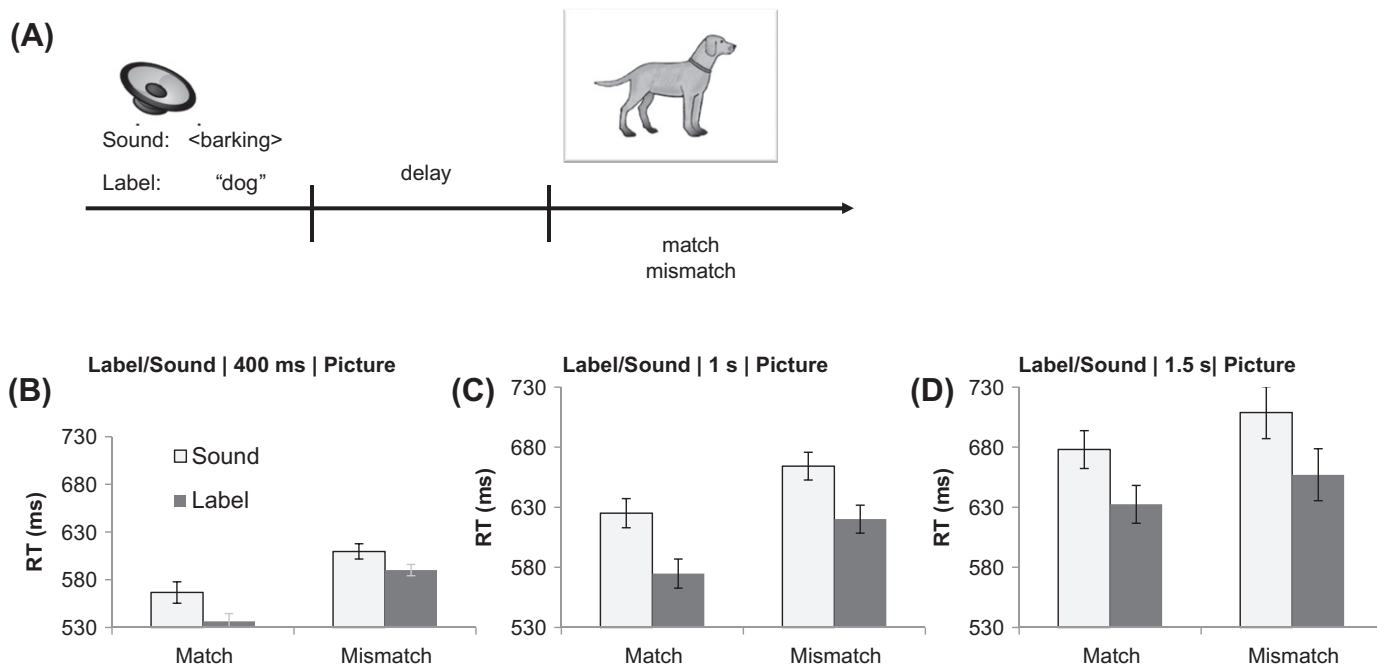 (A)
Sound: <barking>
Label: “dog”
delay
match
mismatch
Label/Sound | 400 ms | Picture
(B)
730
680
630
580
530
RT (ms)
Sound
Label
Match Mismatch
Label/Sound | 1 s | Picture
(C)
730
680
630
580
530
RT (ms)
Match Mismatch
Label/Sound | 1.5 s| Picture
(D)
730
680
630
580
530
RT (ms)
Match Mismatch